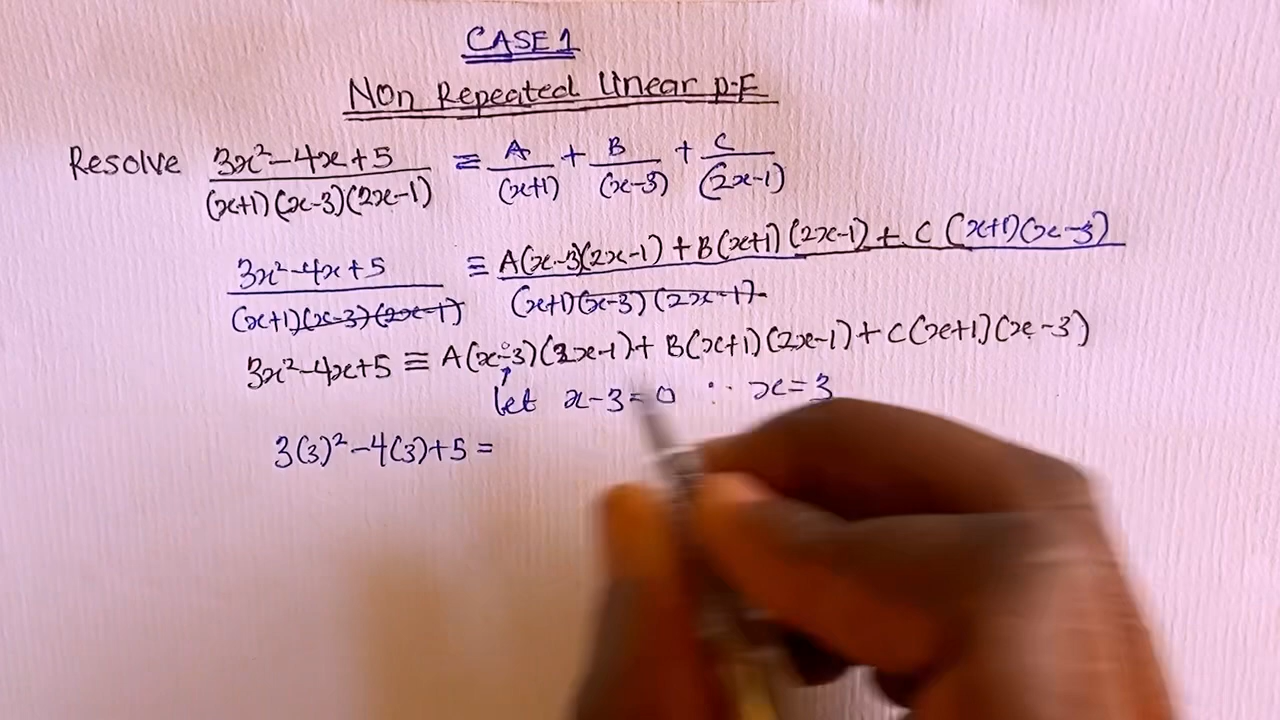 CASE 1
Non Repeated Linear P.F
Resolve 3x²-4x+5/(x+1)(x-3)(2x-1) ≡ A/(x+1) + B/(x-3) + C/(2x-1)
3x²-4x+5/(x+1)(x-3)(2x-1) ≡ A(x-3)(2x-1) + B(x+1)(2x-1) + C(x+1)(x-3)/(x+1)(x-3)(2x-1)
3x²-4x+5 ≡ A(x-3)(2x-1) + B(x+1)(2x-1) + C(x+1)(x-3)
let x-3=0 ∵ x=3
3(3)²-4(3)+5 =